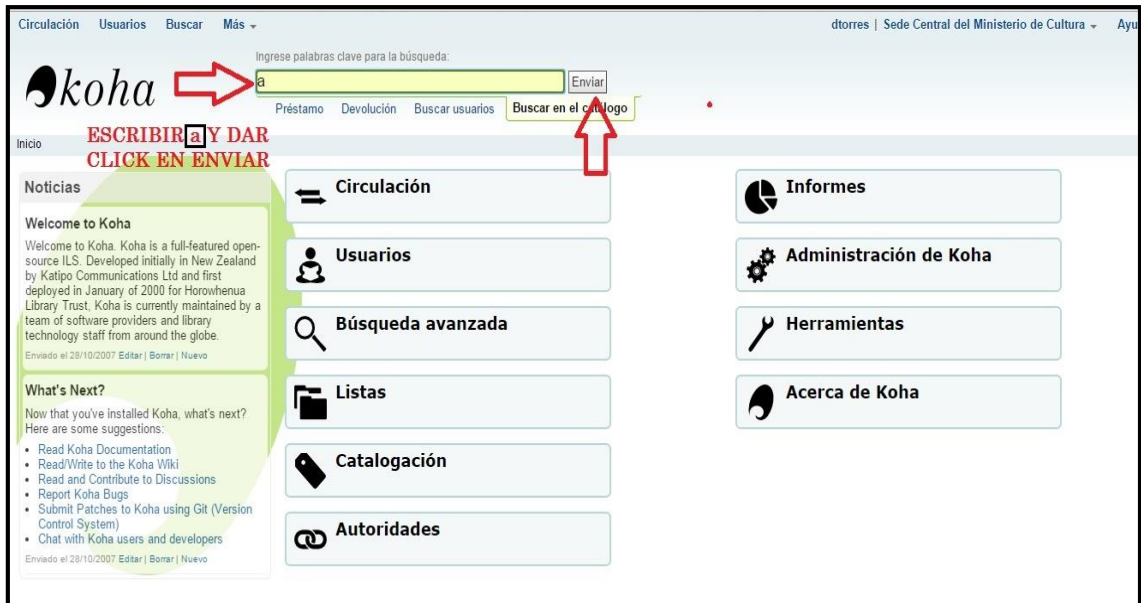 Circulación Usuarios Buscar Más
dtorres | Sede Central del Ministerio de Cultura
Ayu
Ingrese palabras clave para la búsqueda:
koha
a
Enviar
Préstamo Devolución Buscar usuarios Buscar en el catálogo
ESCRIBIR a Y DAR
CLICK EN ENVIAR
Inicio
Noticias
Welcome to Koha
Welcome to Koha. Koha is a full-featured open-
source ILS. Developed initially in New Zealand
by Katipo Communications Ltd and first
deployed in January of 2000 for Horowhenua
Library Trust, Koha is currently maintained by a
team of software providers and library
technology staff from around the globe.
Enviado el 28/10/2007 Editar | Borrar | Nuevo
What's Next?
Now that you've installed Koha, what's next?
Here are some suggestions:
• Read Koha Documentation
• Read/Write to the Koha Wiki
• Read and Contribute to Discussions
• Report Koha Bugs
• Submit Patches to Koha using Git (Version
Control System)
• Chat with Koha users and developers
Enviado el 28/10/2007 Editar | Borrar | Nuevo
Circulación
Usuarios
Búsqueda avanzada
Listas
Catalogación
Autoridades
Informes
Administración de Koha
Herramientas
Acerca de Koha